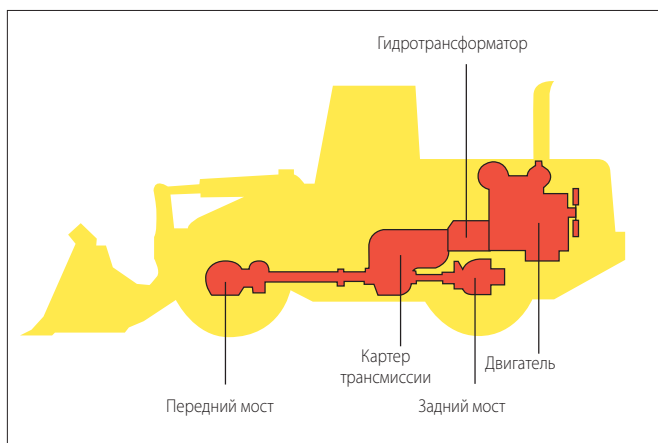 Гидротрансформатор
Картер
трансмиссии
Двигатель
Передний мост
Задний мост